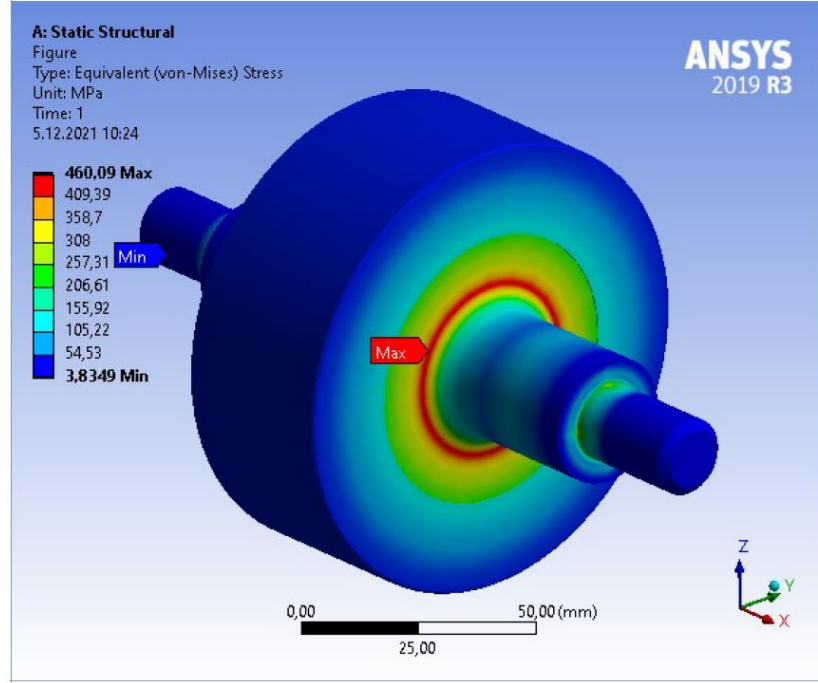 A: Static Structural
Figure
Type: Equivalent (von-Mises) Stress
Unit: MPa
Time: 1
5.12.2021 10:24
ANSYS
2019 R3
460,09 Max
409,39
358,7
308
257,31
206,61
155,92
105,22
54,53
3,8349 Min
Min
Max
0,00 50,00 (mm)
25,00
Z
Y
X